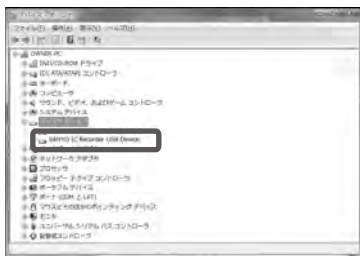 デバイス マネージャー
ファイル(F) 操作(A) 表示(V) ヘルプ(H)
OWNER-PC
DVD/CD-ROM ドライブ
IDE ATA/ATAPI コントローラ
キーボード
コンピュータ
サウンド、ビデオ、およびゲーム コントローラ
システム デバイス
SANYO IC Recorder USB Device
ネットワーク アダプタ
プロセッサ
フロッピー ドライブ コントローラ
ポータブル デバイス
ポート (COM と LPT)
マウスとそのほかのポインティング デバイス
モニタ
ユニバーサル シリアル バス コントローラ
記憶域コントローラ